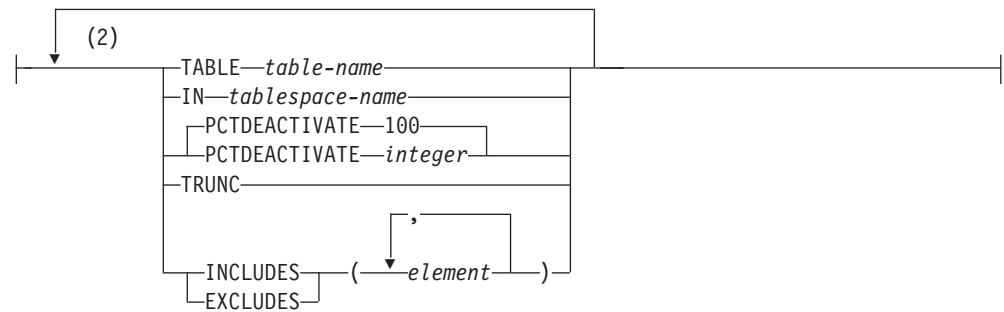 (2)
TABLE table-name
IN tablespace-name
PCTDEACTIVATE 100
PCTDEACTIVATE integer
TRUNC
,
INCLUDES ( element )
EXCLUDES